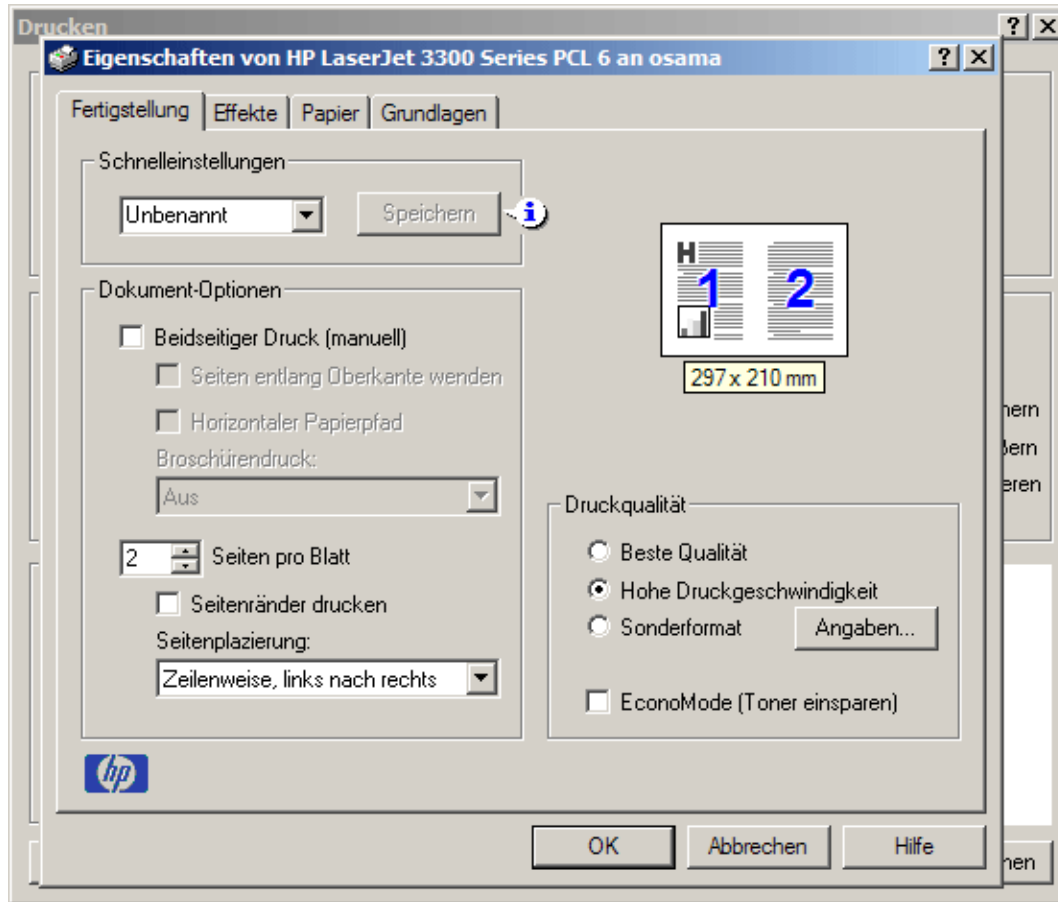 Drucken
Eigenschaften von HP LaserJet 3300 Series PCL 6 an osama
Fertigstellung Effekte Papier Grundlagen
Schnelleinstellungen
Unbenannt Speichern
H
1 2
297 x 210 mm
Dokument-Optionen
Beidseitiger Druck (manuell)
Seiten entlang Oberkante wenden
Horizontaler Papierpfad
Broschürendruck:
Aus
2 Seiten pro Blatt
Seitenränder drucken
Seitenplazierung:
Zeilenweise, links nach rechts
Druckqualität
Beste Qualität
Hohe Druckgeschwindigkeit
Sonderformat Angaben...
EconoMode (Toner einsparen)
hp
OK Abbrechen Hilfe